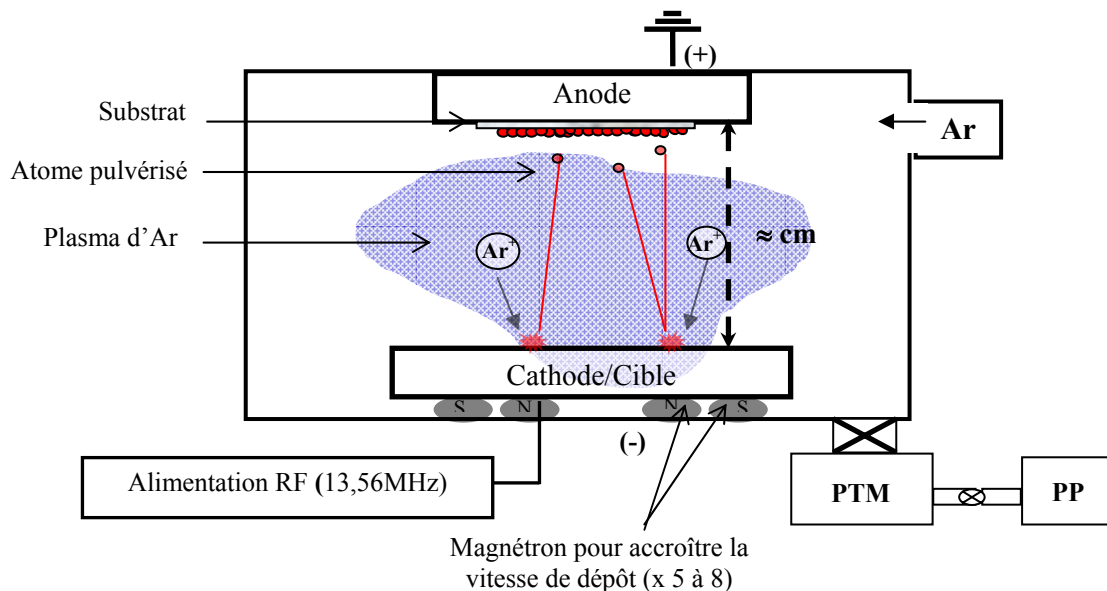 (+)
Anode
Substrat
Ar
Atome pulvérisé
Plasma d’Ar
Ar+
Ar+
≈ cm
Cathode/Cible
S N N S
(-)
Alimentation RF (13,56MHz)
PTM
PP
Magnétron pour accroître la
vitesse de dépôt (x 5 à 8)